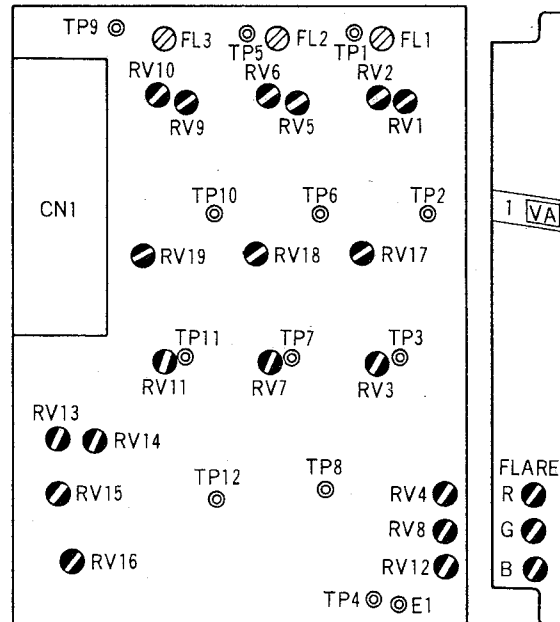 TP9
FL3
TP5
FL2
TP1
FL1
RV10
RV6
RV2
RV9
RV5
RV1
CN1
TP10
TP6
TP2
1 VA
RV19
RV18
RV17
TP11
TP7
TP3
RV11
RV7
RV3
RV13
RV14
TP8
FLARE
RV15
TP12
RV4
R
RV8
G
RV16
RV12
B
TP4
E1